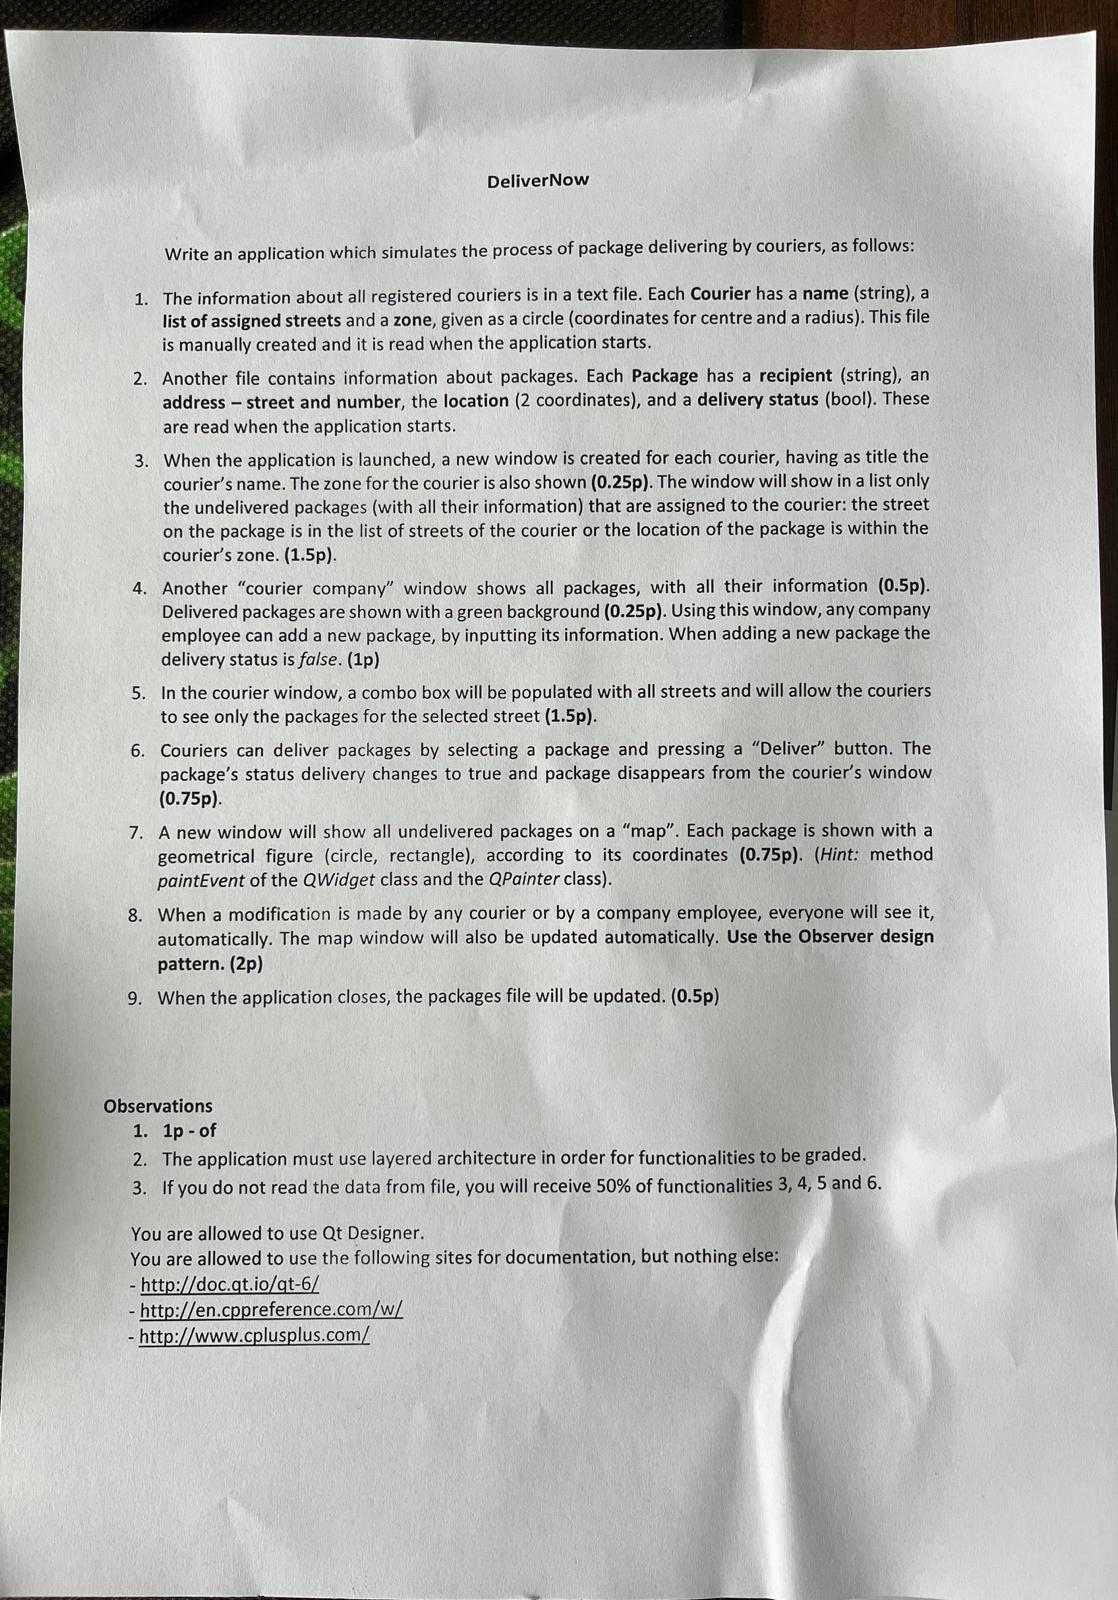 DeliverNow
Write an application which simulates the process of package delivering by couriers, as follows:
1. The information about all registered couriers is in a text file. Each Courier has a name (string), a
list of assigned streets and a zone, given as a circle (coordinates for centre and a radius). This file
is manually created and it is read when the application starts.
2. Another file contains information about packages. Each Package has a recipient (string), an
address – street and number, the location (2 coordinates), and a delivery status (bool). These
are read when the application starts.
3. When the application is launched, a new window is created for each courier, having as title the
courier's name. The zone for the courier is also shown (0.25p). The window will show in a list only
the undelivered packages (with all their information) that are assigned to the courier: the street
on the package is in the list of streets of the courier or the location of the package is within the
courier's zone. (1.5p).
4. Another “courier company” window shows all packages, with all their information (0.5p).
Delivered packages are shown with a green background (0.25p). Using this window, any company
employee can add a new package, by inputting its information. When adding a new package the
delivery status is false. (1p)
5. In the courier window, a combo box will be populated with all streets and will allow the couriers
to see only the packages for the selected street (1.5p).
6. Couriers can deliver packages by selecting a package and pressing a “Deliver” button. The
package's status delivery changes to true and package disappears from the courier's window
(0.75p).
7. A new window will show all undelivered packages on a “map”. Each package is shown with a
geometrical figure (circle, rectangle), according to its coordinates (0.75p). (Hint: method
paintEvent of the QWidget class and the QPainter class).
8. When a modification is made by any courier or by a company employee, everyone will see it,
automatically. The map window will also be updated automatically. Use the Observer design
pattern. (2p)
9. When the application closes, the packages file will be updated. (0.5p)
Observations
1. 1p - of
2. The application must use layered architecture in order for functionalities to be graded.
3. If you do not read the data from file, you will receive 50% of functionalities 3, 4, 5 and 6.
You are allowed to use Qt Designer.
You are allowed to use the following sites for documentation, but nothing else:
- http://doc.qt.io/qt-6/
- http://en.cppreference.com/w/
- http://www.cplusplus.com/